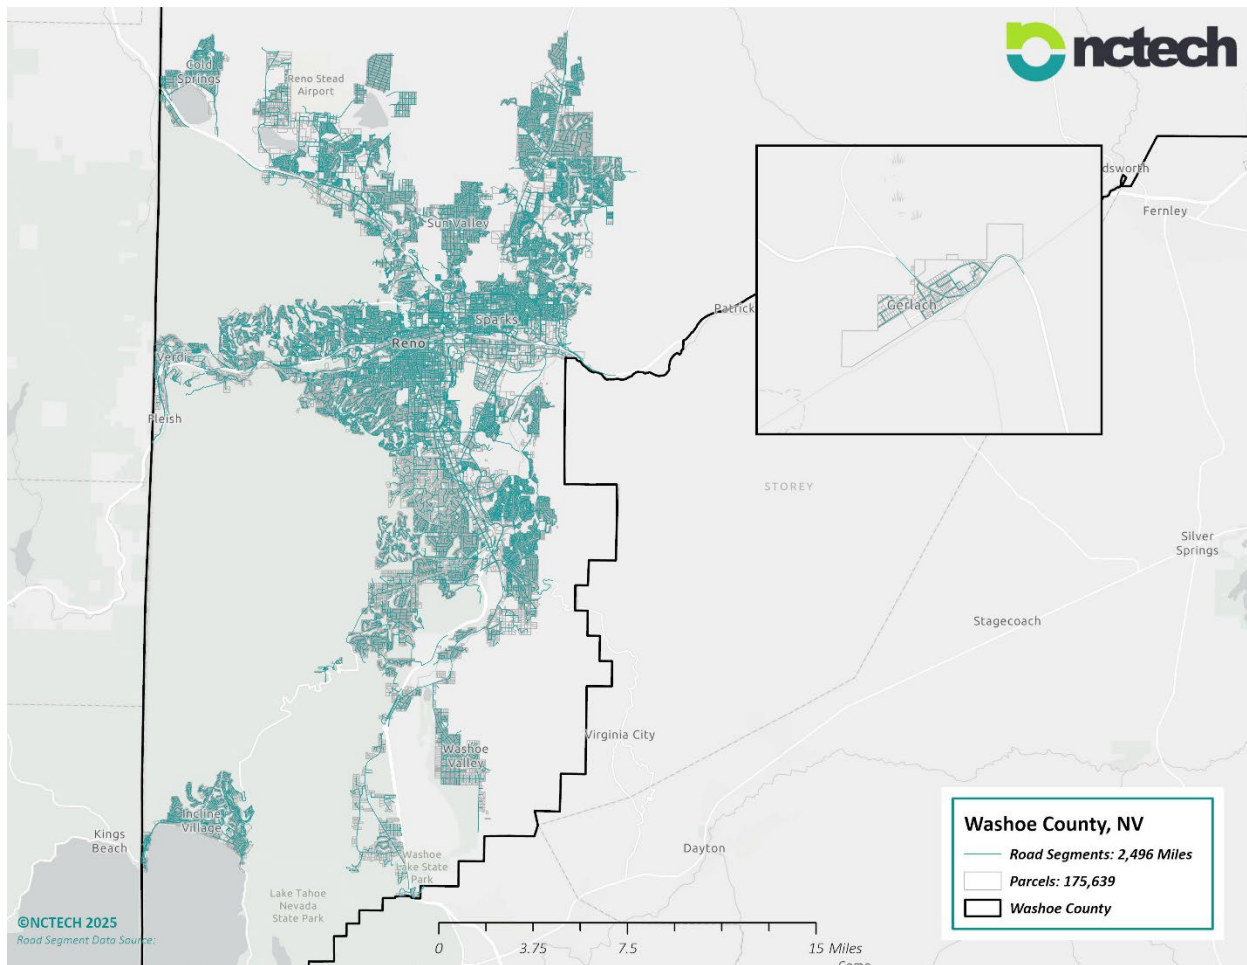 nctech
Cold
Springs
Reno Stead
Airport
Sun Valley
Sparks
Reno
Verdi
Fleish
dsworth
Fernley
Patrick
Gerlach
STOREY
Silver
Springs
Stagecoach
Virginia City
Washoe
Valley
Incline
Village
Kings
Beach
Dayton
Washoe
Lake State
Park
Lake Tahoe
Nevada
State Park
Washoe County, NV
Road Segments: 2,496 Miles
Parcels: 175,639
Washoe County
©NCTECH 2025
Road Segment Data Source:
0 3.75 7.5 15 Miles